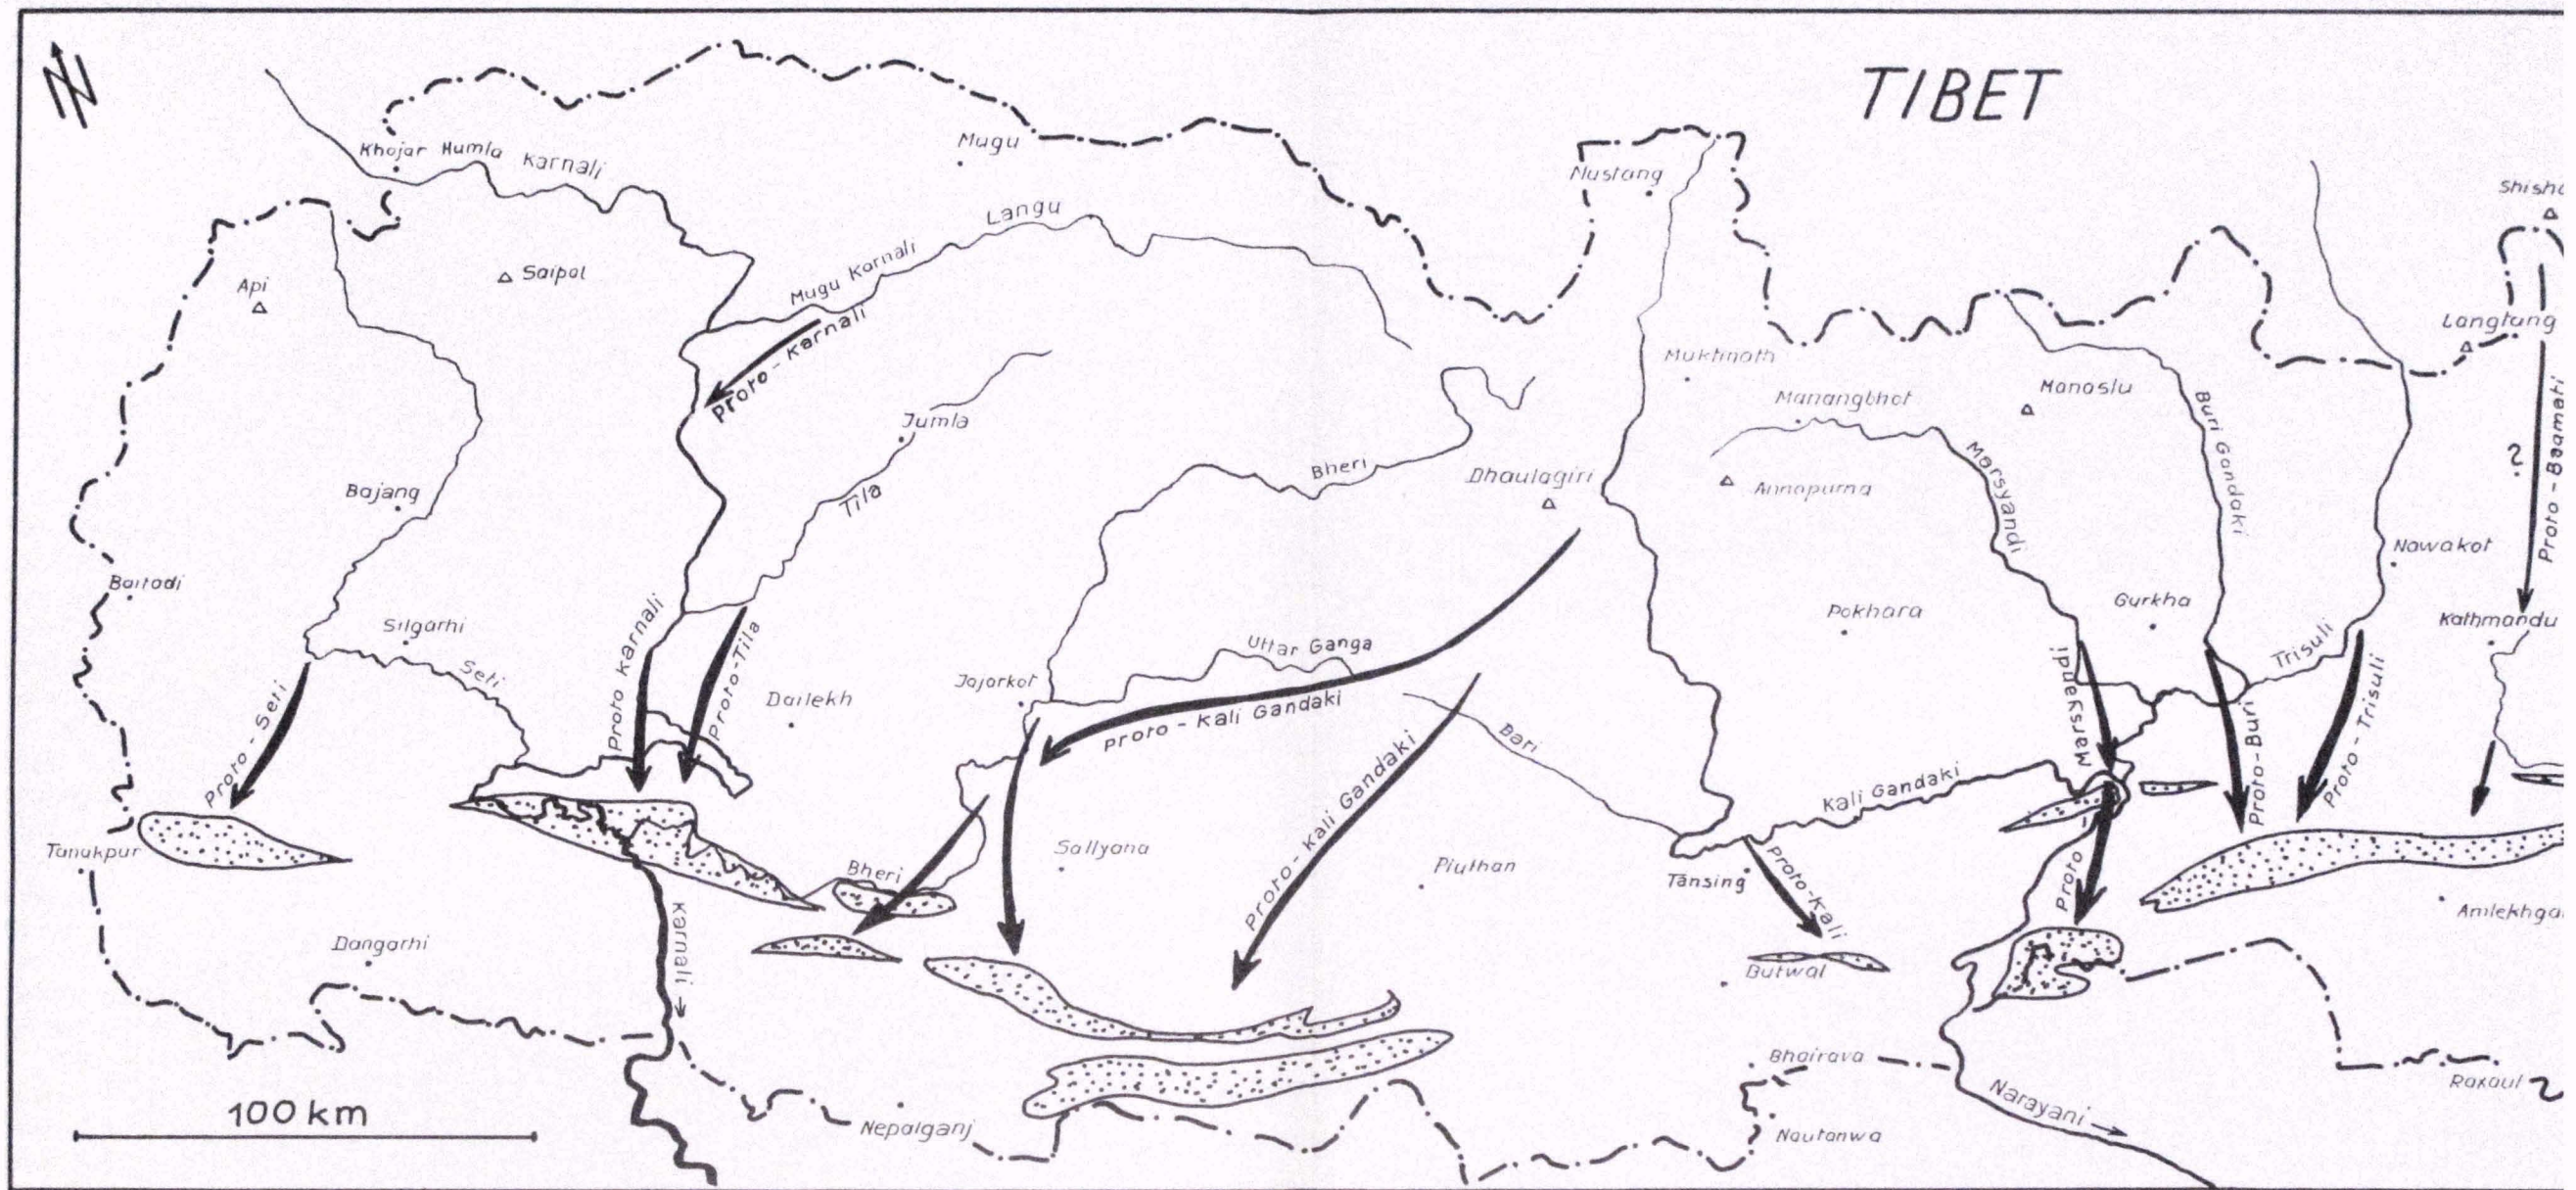 N
TIBET
Khojar Humla Karnali
Mugu
Mustang
Langu
Api
Saipal
Mugu Karnali
Proto-Karnali
Langtang
Muktinath
Manangbhot
Manaslu
Buri Gandaki
Proto-Bagmati
?
Jumla
Bajang
Tila
Bheri
Dhaulagiri
Annapurna
Marsyandi
Nawakot
Baitadi
Silgarhi
Seti
Proto Karnali
Proto-Tila
Uttar Ganga
Pokhara
Gurkha
Kathmandu
Trisuli
Jajarkot
Dailekh
Proto-Seti
Proto-Kali Gandaki
Proto-Kali Gandaki
Bari
Marskendi
Proto-Buri
Proto-Trisuli
Kali Gandaki
Tanakpur
Bheri
Sallyana
Piuthan
Tansing
Proto-Kali
Proto-
Amlekhga
Karnali
Dangarhi
Butwal
Bhairava
Raxaul
100 km
Nepalganj
Nautanwa
Narayani